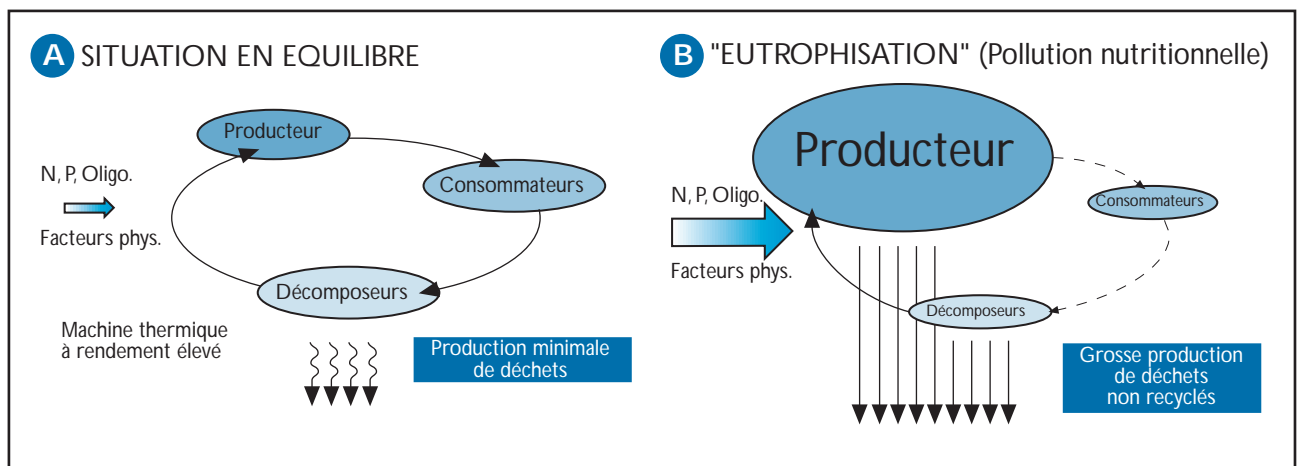 A SITUATION EN EQUILIBRE
Producteur
N, P, Oligo.
Consommateurs
Facteurs phys.
Décomposeurs
Machine thermique
à rendement élevé
Production minimale
de déchets
B "EUTROPHISATION" (Pollution nutritionnelle)
Producteur
N, P, Oligo.
Consommateurs
Facteurs phys.
Décomposeurs
Grosse production
de déchets
non recyclés